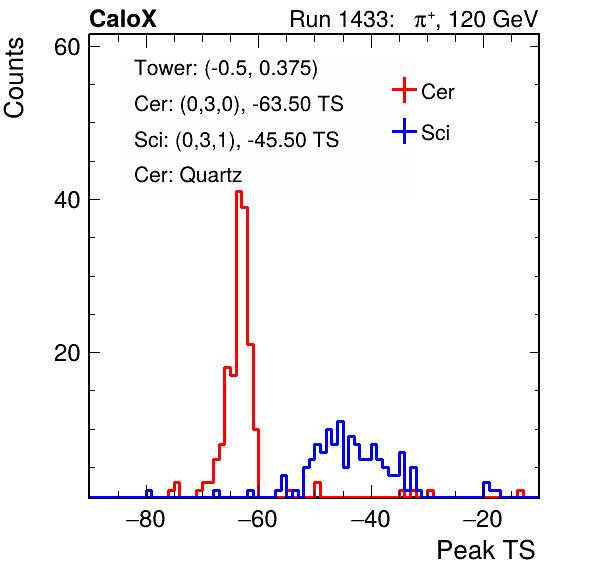 CaloX Run 1433: π⁺, 120 GeV
Counts
Tower: (-0.5, 0.375)
Cer: (0,3,0), -63.50 TS
Sci: (0,3,1), -45.50 TS
Cer: Quartz
Cer
Sci
60
40
20
−80 −60 −40 −20
Peak TS